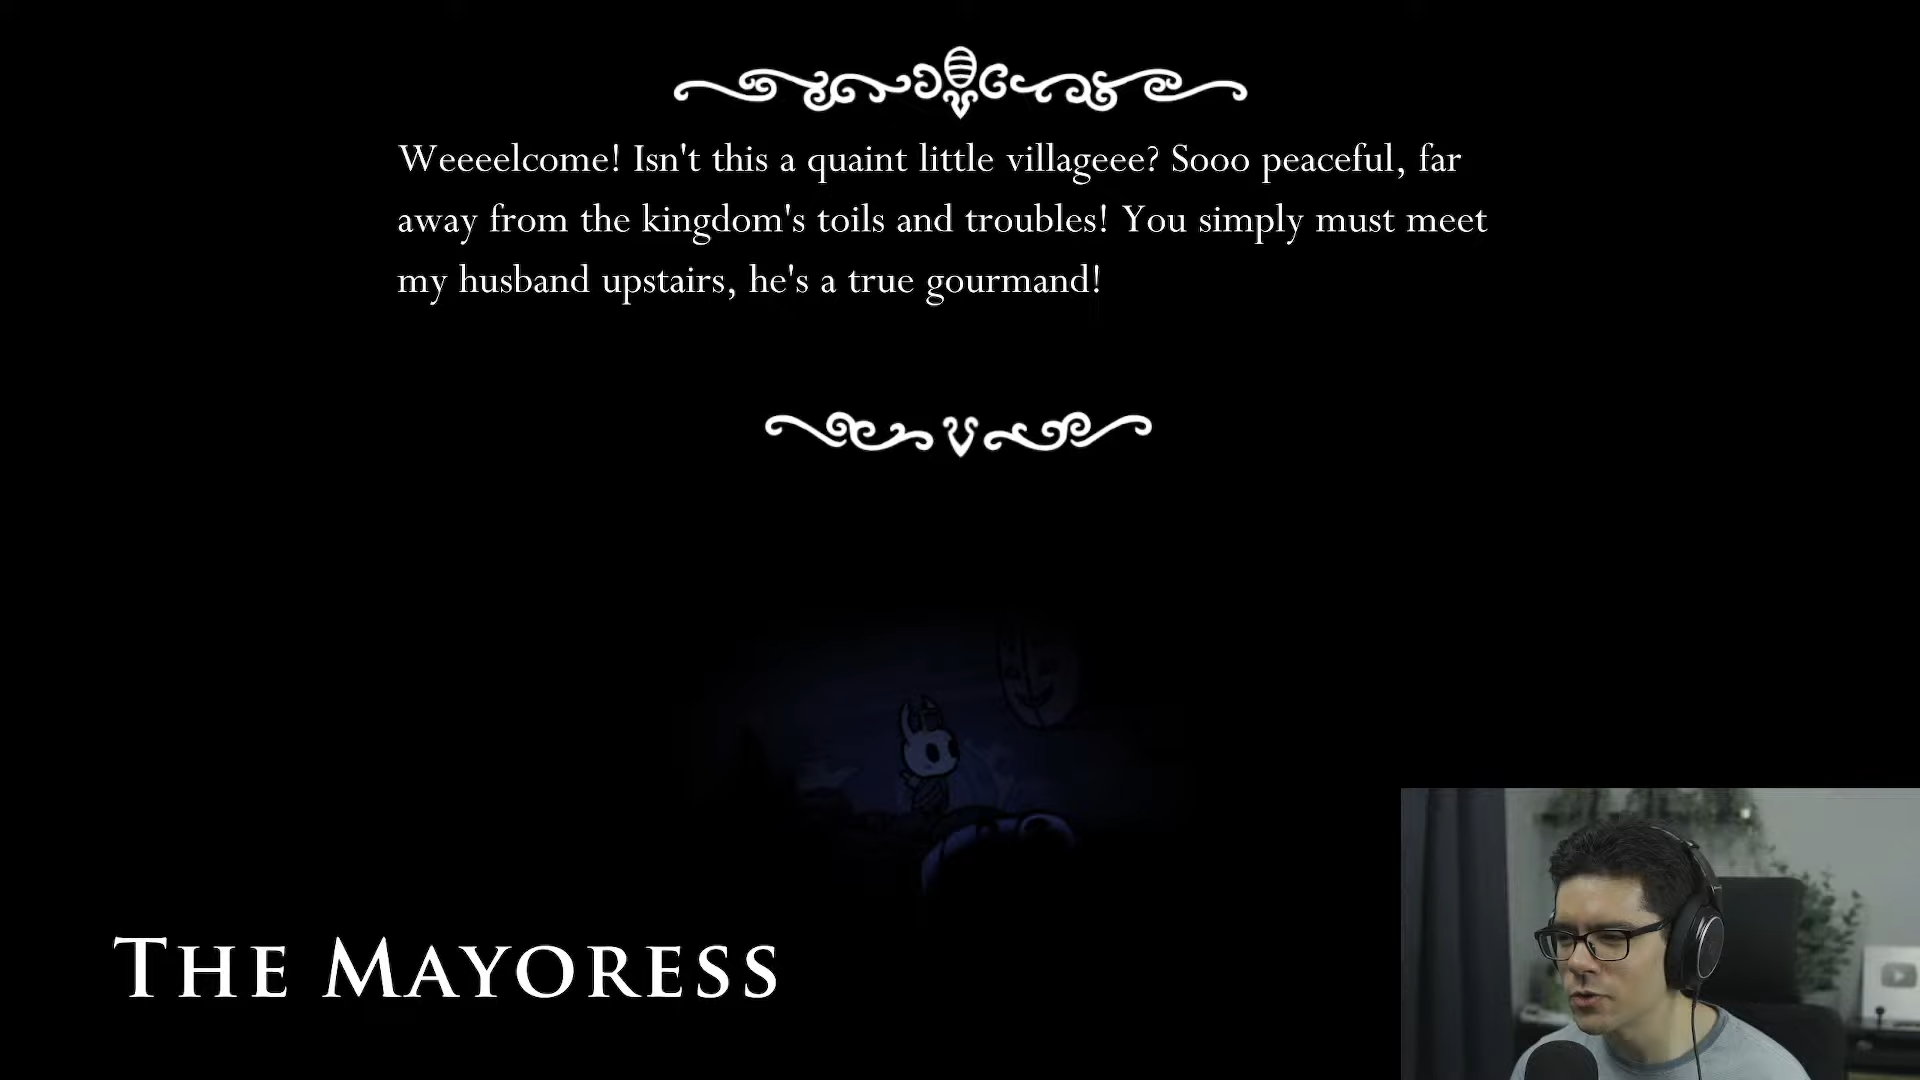 Weeeelcome! Isn't this a quaint little villageee? Sooo peaceful, far
away from the kingdom's toils and troubles! You simply must meet
my husband upstairs, he's a true gourmand!
THE MAYORESS